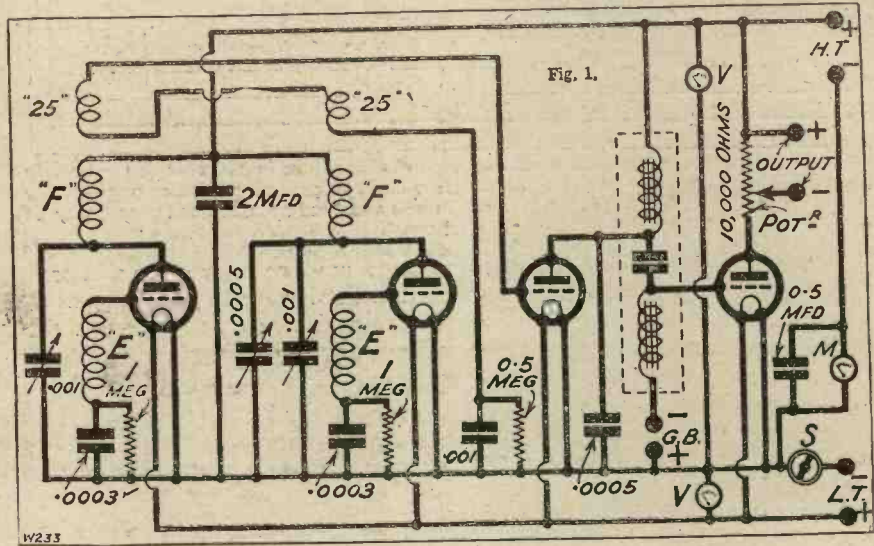 Fig. 1.
+
H.T
-
V
"25"
"25"
"F"
2MFD
"F"
10,000 OHMS
+
OUTPUT
-
POT R
.0005
.001
"E"
1
MEG
.001
"E"
1
MEG
0.5
MEG
.001
0.5
MFD
M
-
G.B.
+
S
-
L.T.
+
.0003
.0003
.0005
V
W233